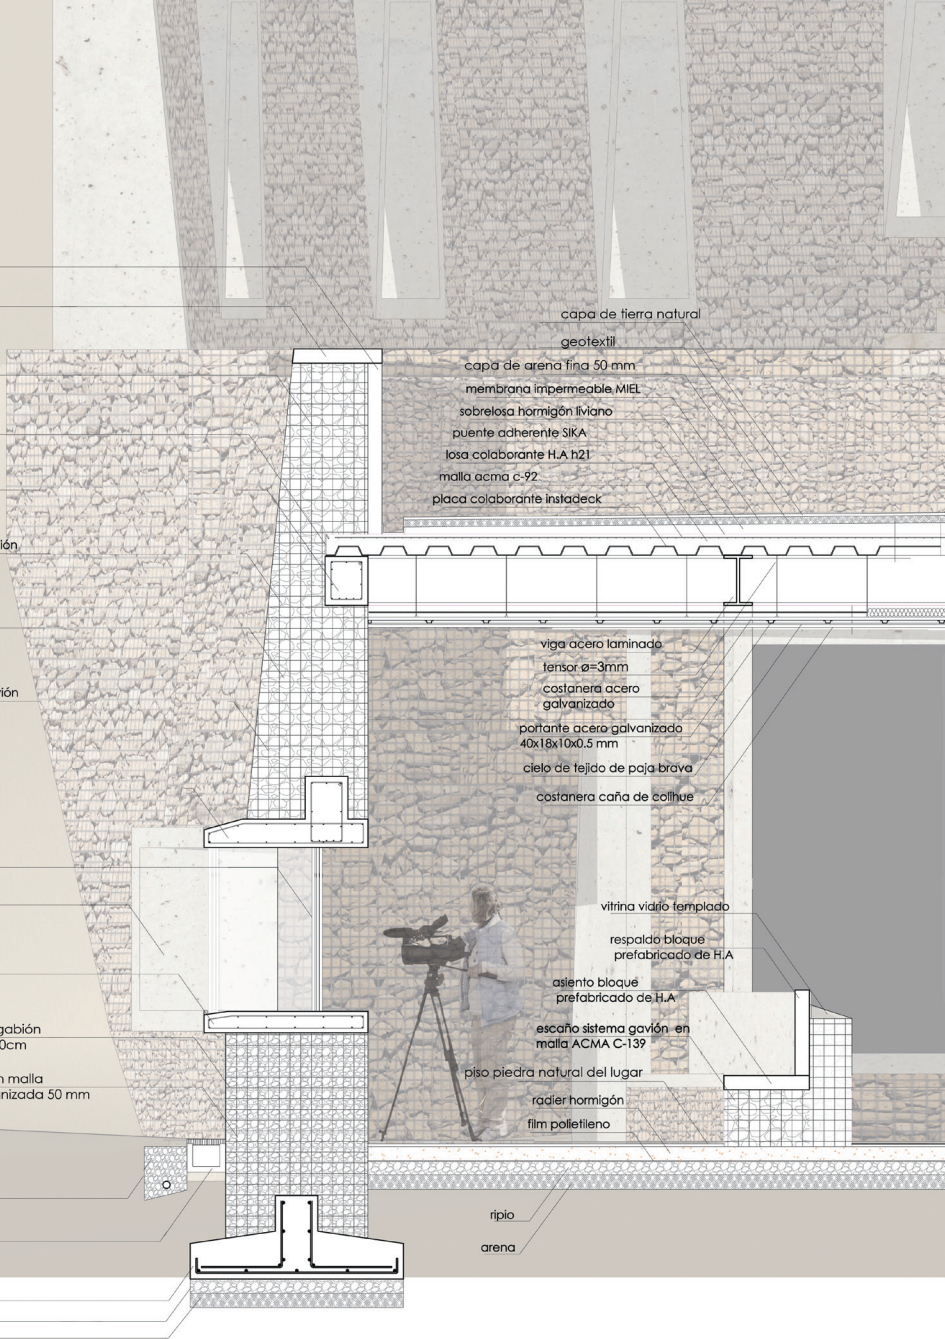 capa de tierra natural
geotextil
capa de arena fina 50 mm
membrana impermeable MIEL
sobrelosa hormigón liviano
puente adherente SIKA
losa colaborante H.A h21
malla acma c-92
placa colaborante instadeck
ión
viga acero laminado
tensor ø=3mm
costanera acero
galvanizado
portante acero galvanizado
40x18x10x0.5 mm
cielo de tejido de paja brava
costanera caña de colihue
vitrina vidrio templado
respaldo bloque
prefabricado de H.A
asiento bloque
prefabricado de H.A
escaño sistema gavión en
malla ACMA C-139
piso piedra natural del lugar
radier hormigón
film polietileno
gabión
0cm
n malla
nizada 50 mm
ripio
arena